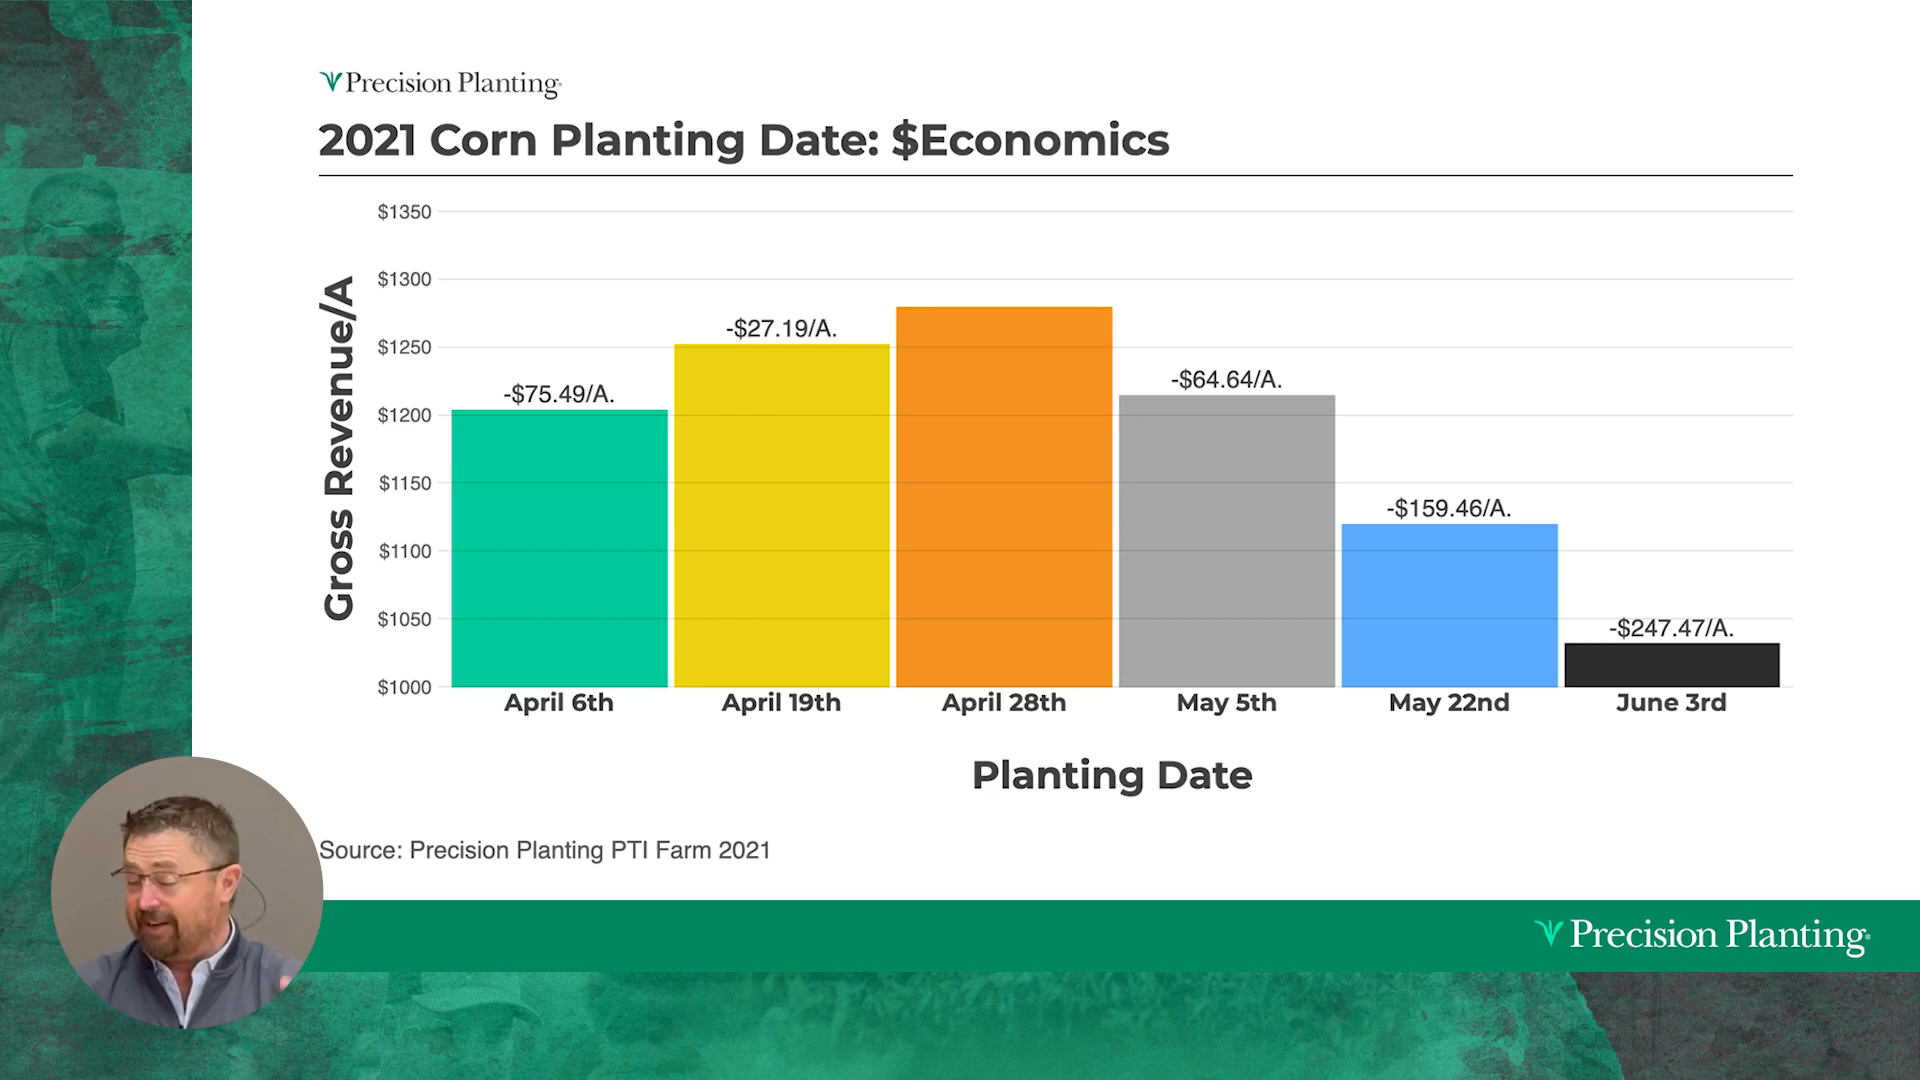 Precision Planting
2021 Corn Planting Date: $Economics
Gross Revenue/A
$1350
$1300
$1250
$1200
$1150
$1100
$1050
$1000
-$75.49/A.
-$27.19/A.
-$64.64/A.
-$159.46/A.
-$247.47/A.
April 6th
April 19th
April 28th
May 5th
May 22nd
June 3rd
Planting Date
Source: Precision Planting PTI Farm 2021
Precision Planting